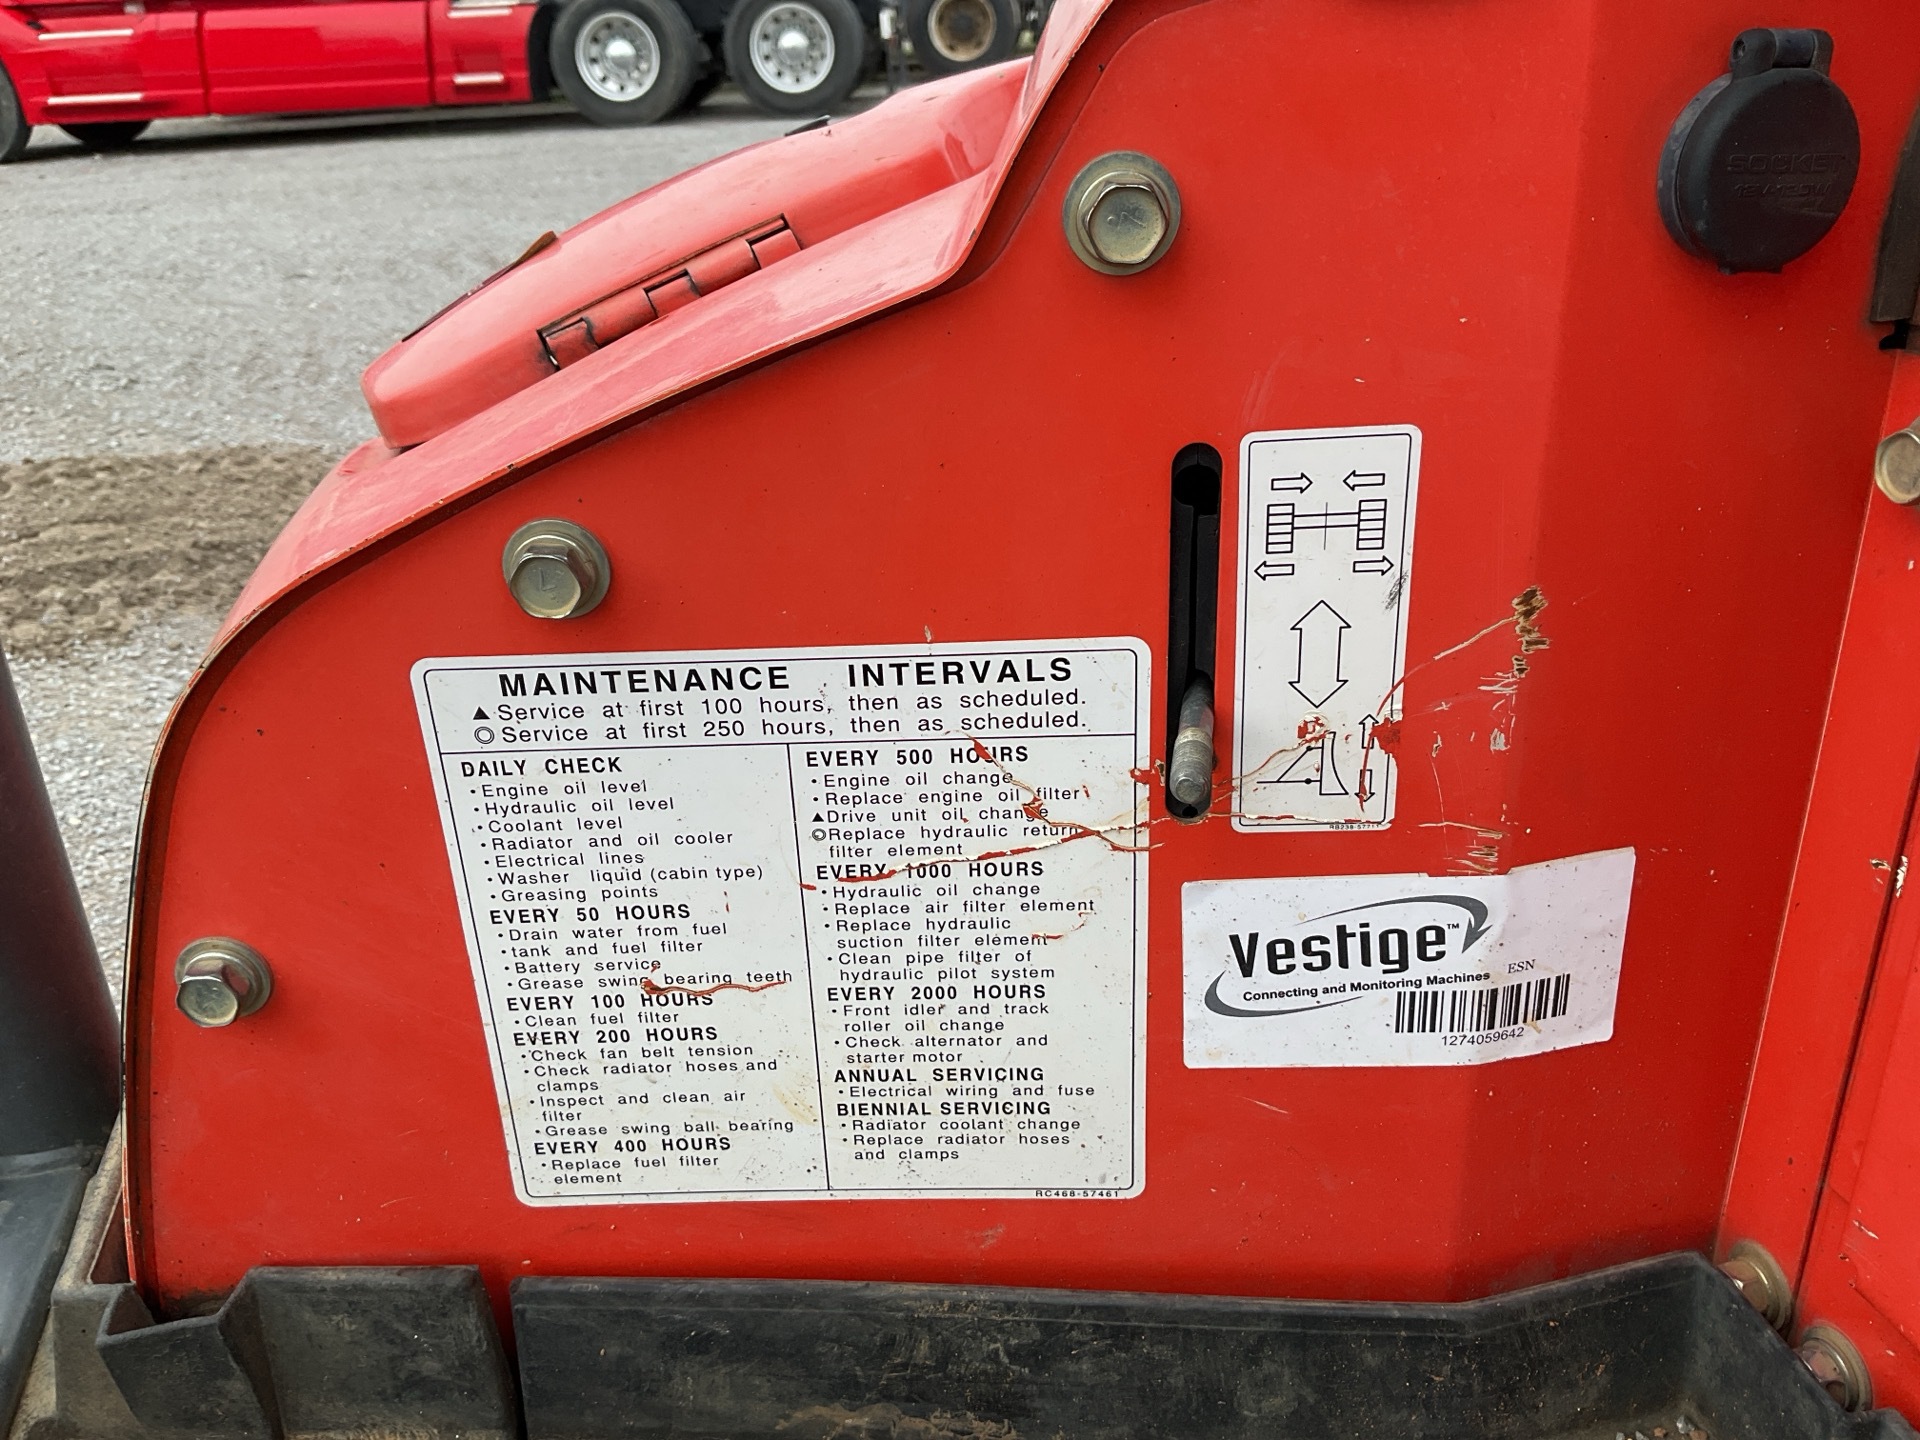 SOCKET
12V-120W
MAINTENANCE INTERVALS
▲Service at first 100 hours, then as scheduled.
◎Service at first 250 hours, then as scheduled.
DAILY CHECK
・Engine oil level
・Hydraulic oil level
・Coolant level
・Radiator and oil cooler
・Electrical lines
・Washer liquid (cabin type)
・Greasing points
EVERY 50 HOURS
・Drain water from fuel
・tank and fuel filter
・Battery service
・Grease swing bearing teeth
EVERY 100 HOURS
・Clean fuel filter
EVERY 200 HOURS
・Check fan belt tension
・Check radiator hoses and
clamps
・Inspect and clean air
filter
・Grease swing ball bearing
EVERY 400 HOURS
・Replace fuel filter
element
EVERY 500 HOURS
・Engine oil change
・Replace engine oil filter
▲Drive unit oil change
◎Replace hydraulic return
filter element
EVERY 1000 HOURS
・Hydraulic oil change
・Replace air filter element
・Replace hydraulic
suction filter element
・Clean pipe filter of
hydraulic pilot system
EVERY 2000 HOURS
・Front idler and track
roller oil change
・Check alternator and
starter motor
ANNUAL SERVICING
・Electrical wiring and fuse
BIENNIAL SERVICING
・Radiator coolant change
・Replace radiator hoses
and clamps
RC468-57461
RB238-57711
Vestige™
Connecting and Monitoring Machines
ESN
1274059642